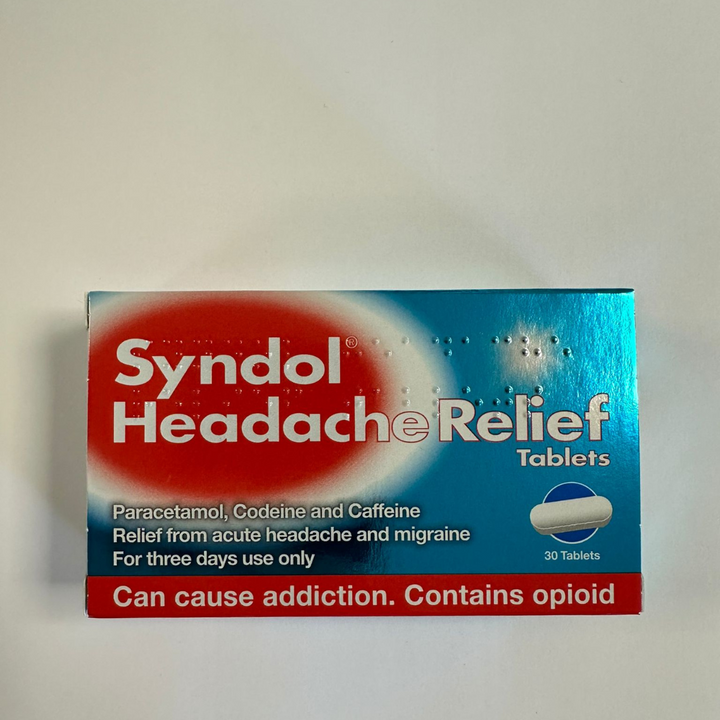 Syndol®
Headache Relief
Tablets
Paracetamol, Codeine and Caffeine
Relief from acute headache and migraine
For three days use only
30 Tablets
Can cause addiction. Contains opioid